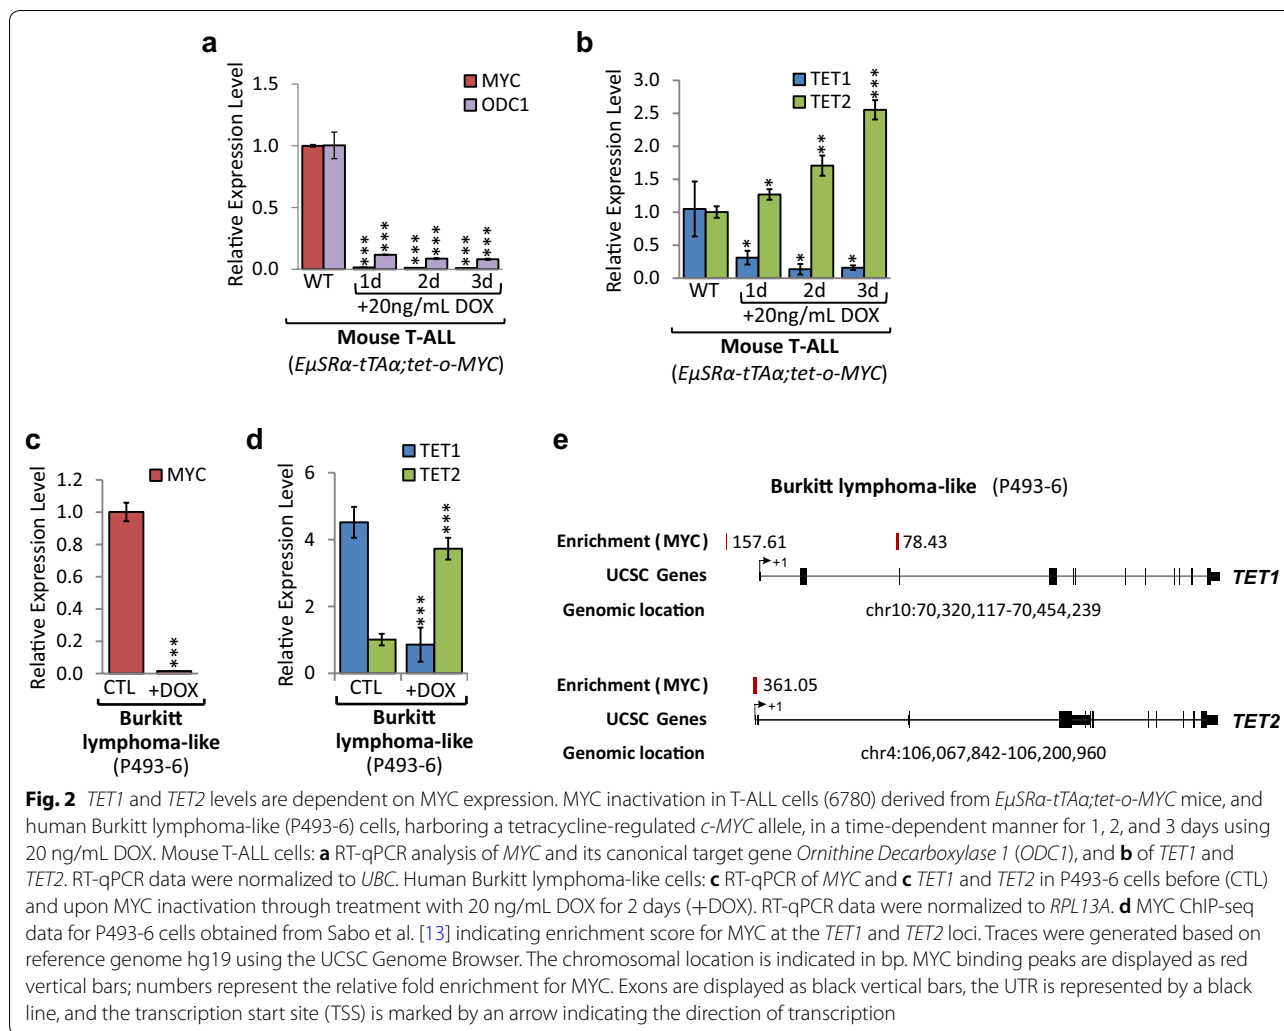 a
Relative Expression Level
1.5
1.0
0.5
0.0
MYC
ODC1
***
***
***
***
***
***
WT
1d
2d
3d
+20ng/mL DOX
Mouse T-ALL
(EμSRα-tTAα;tet-o-MYC)
b
Relative Expression Level
3.0
2.5
2.0
1.5
1.0
0.5
0.0
TET1
TET2
*
*
*
**
*
***
WT
1d
2d
3d
+20ng/mL DOX
Mouse T-ALL
(EμSRα-tTAα;tet-o-MYC)
c
Relative Expression Level
1.2
1.0
0.8
0.6
0.4
0.2
0.0
MYC
***
CTL
+DOX
Burkitt
lymphoma-like
(P493-6)
d
Relative Expression Level
6
4
2
0
TET1
TET2
***
***
CTL
+DOX
Burkitt
lymphoma-like
(P493-6)
e
Burkitt lymphoma-like (P493-6)
Enrichment (MYC) 157.61 78.43
+1
UCSC Genes TET1
Genomic location chr10:70,320,117-70,454,239
Enrichment (MYC) 361.05
+1
UCSC Genes TET2
Genomic location chr4:106,067,842-106,200,960
Fig. 2 TET1 and TET2 levels are dependent on MYC expression. MYC inactivation in T-ALL cells (6780) derived from EμSRα-tTAα;tet-o-MYC mice, and
human Burkitt lymphoma-like (P493-6) cells, harboring a tetracycline-regulated c-MYC allele, in a time-dependent manner for 1, 2, and 3 days using
20 ng/mL DOX. Mouse T-ALL cells: a RT-qPCR analysis of MYC and its canonical target gene Ornithine Decarboxylase 1 (ODC1), and b of TET1 and
TET2. RT-qPCR data were normalized to UBC. Human Burkitt lymphoma-like cells: c RT-qPCR of MYC and c TET1 and TET2 in P493-6 cells before (CTL)
and upon MYC inactivation through treatment with 20 ng/mL DOX for 2 days (+DOX). RT-qPCR data were normalized to RPL13A. d MYC ChIP-seq
data for P493-6 cells obtained from Sabo et al. [13] indicating enrichment score for MYC at the TET1 and TET2 loci. Traces were generated based on
reference genome hg19 using the UCSC Genome Browser. The chromosomal location is indicated in bp. MYC binding peaks are displayed as red
vertical bars; numbers represent the relative fold enrichment for MYC. Exons are displayed as black vertical bars, the UTR is represented by a black
line, and the transcription start site (TSS) is marked by an arrow indicating the direction of transcription